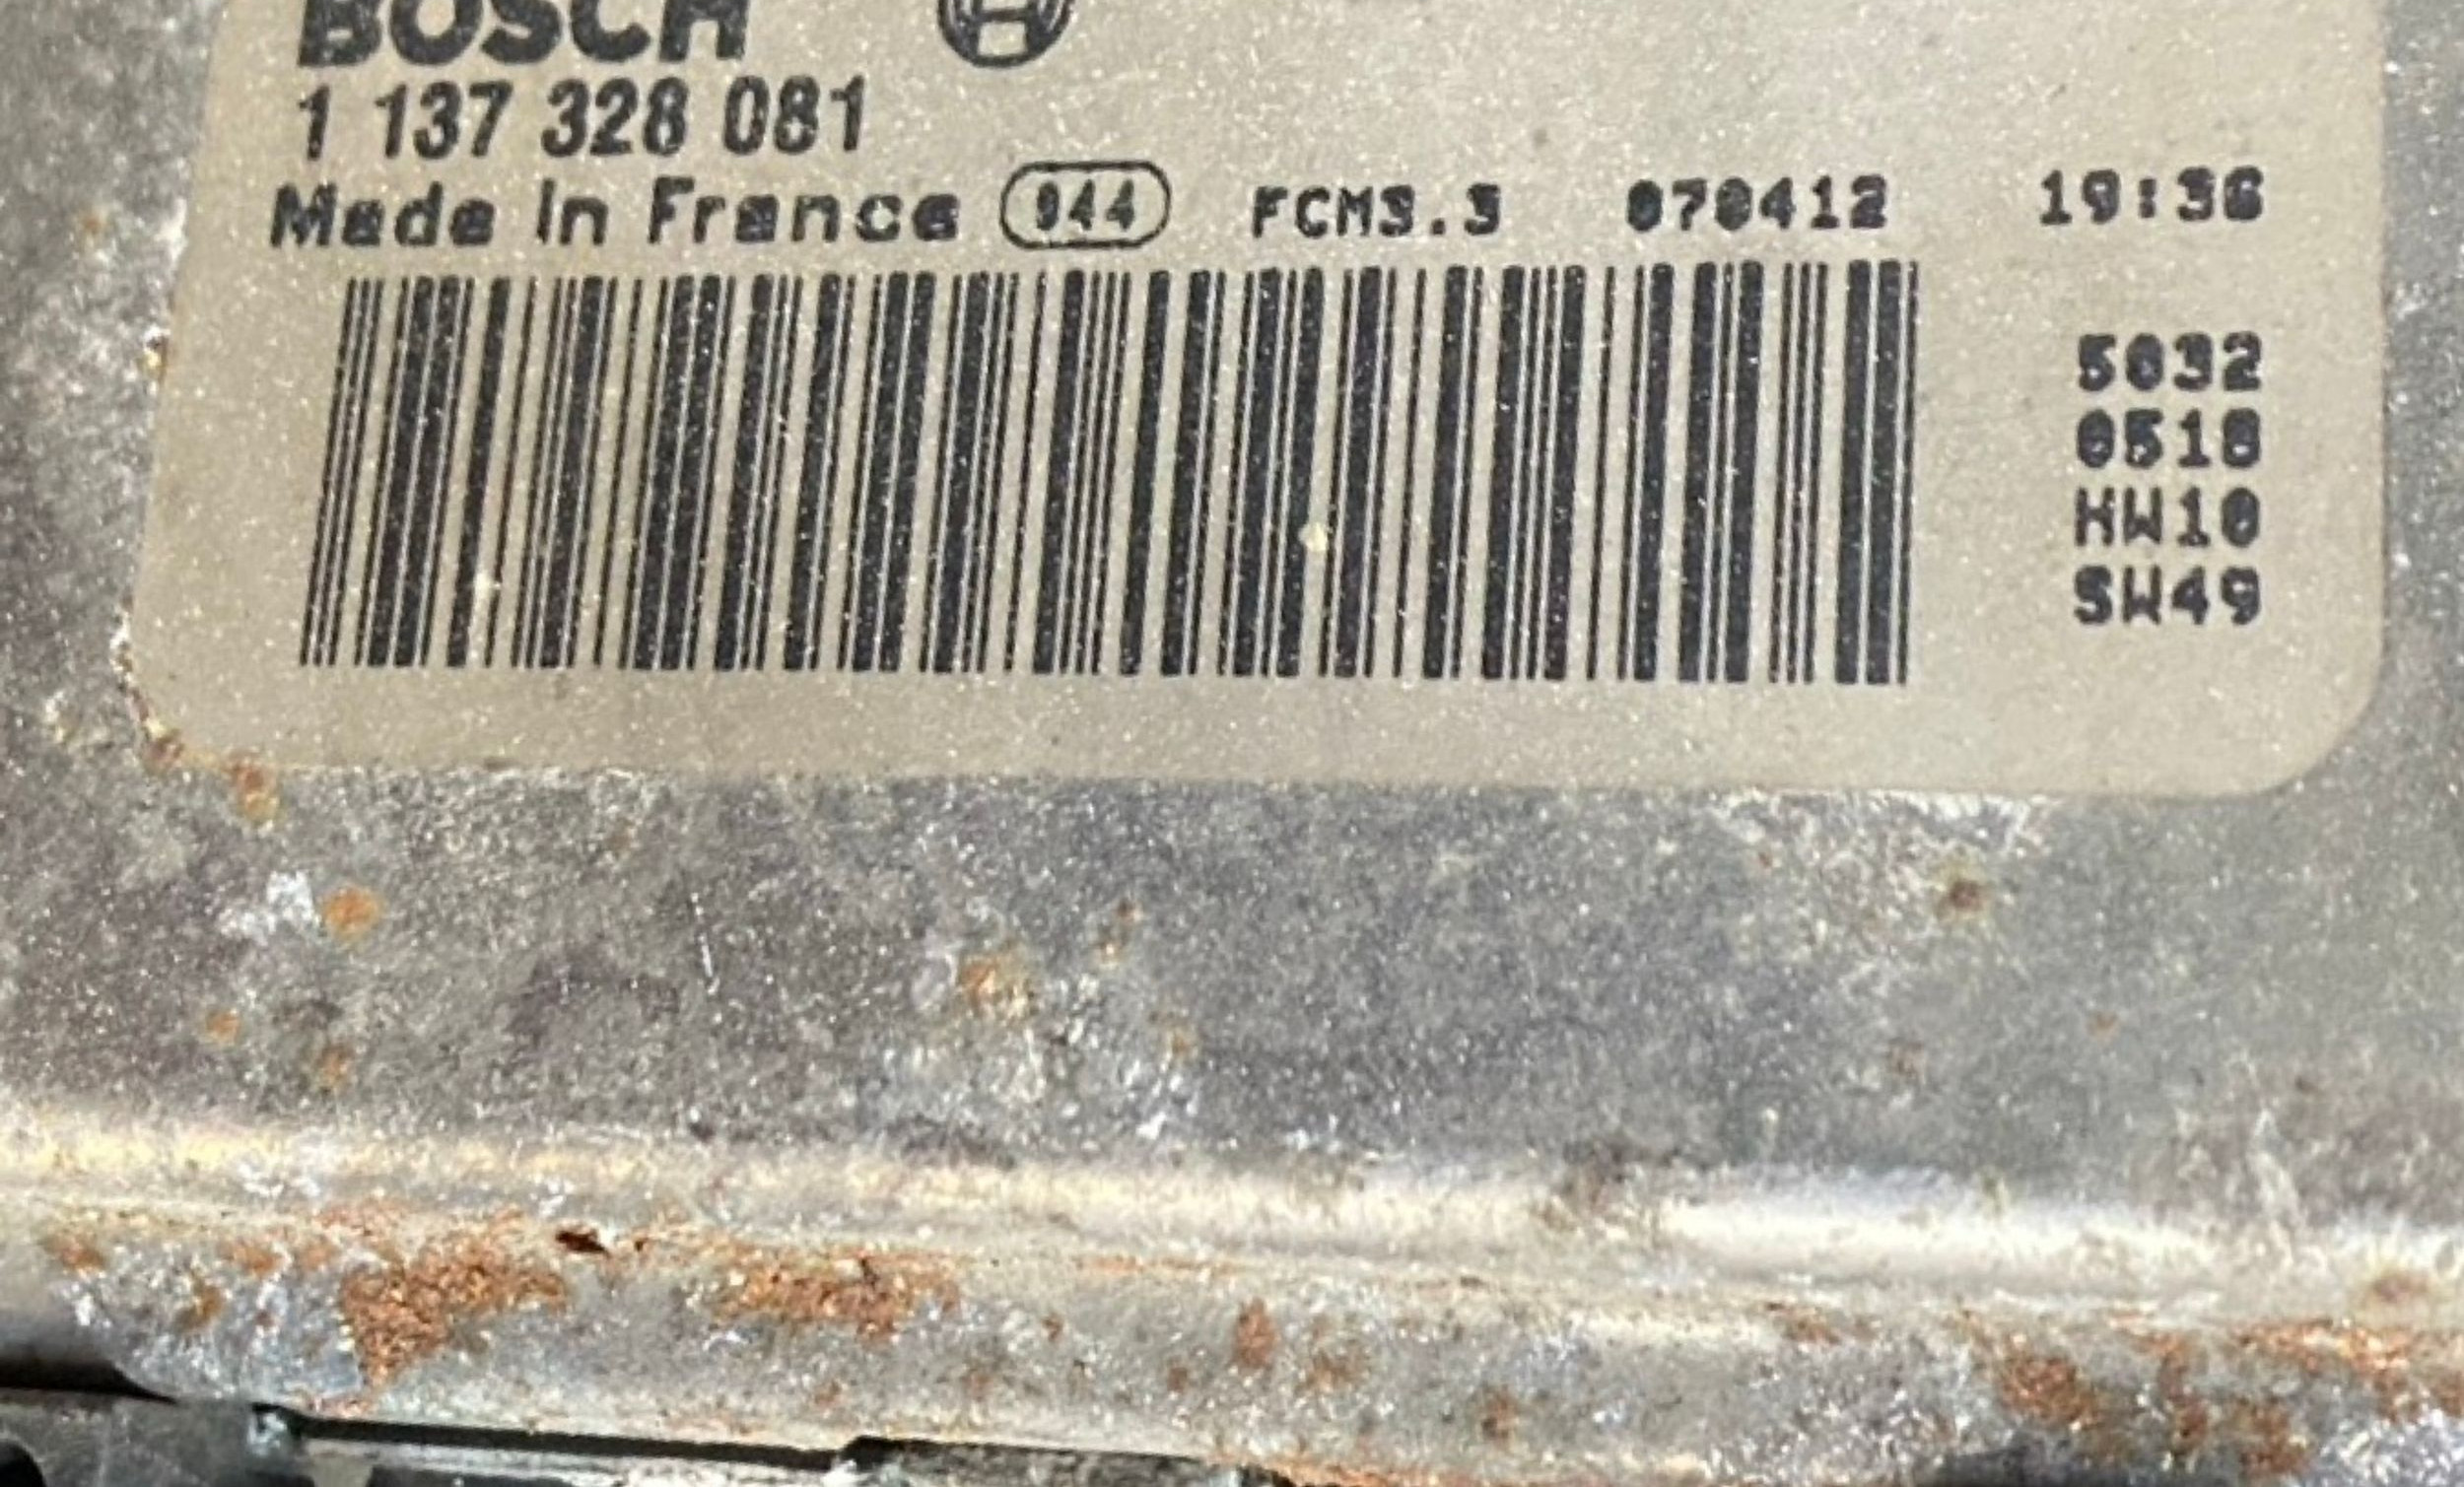 BOSCH
1 137 328 081
Made In France 944 FCM3.3 070412 19:36
5032
0518
HW10
SW49